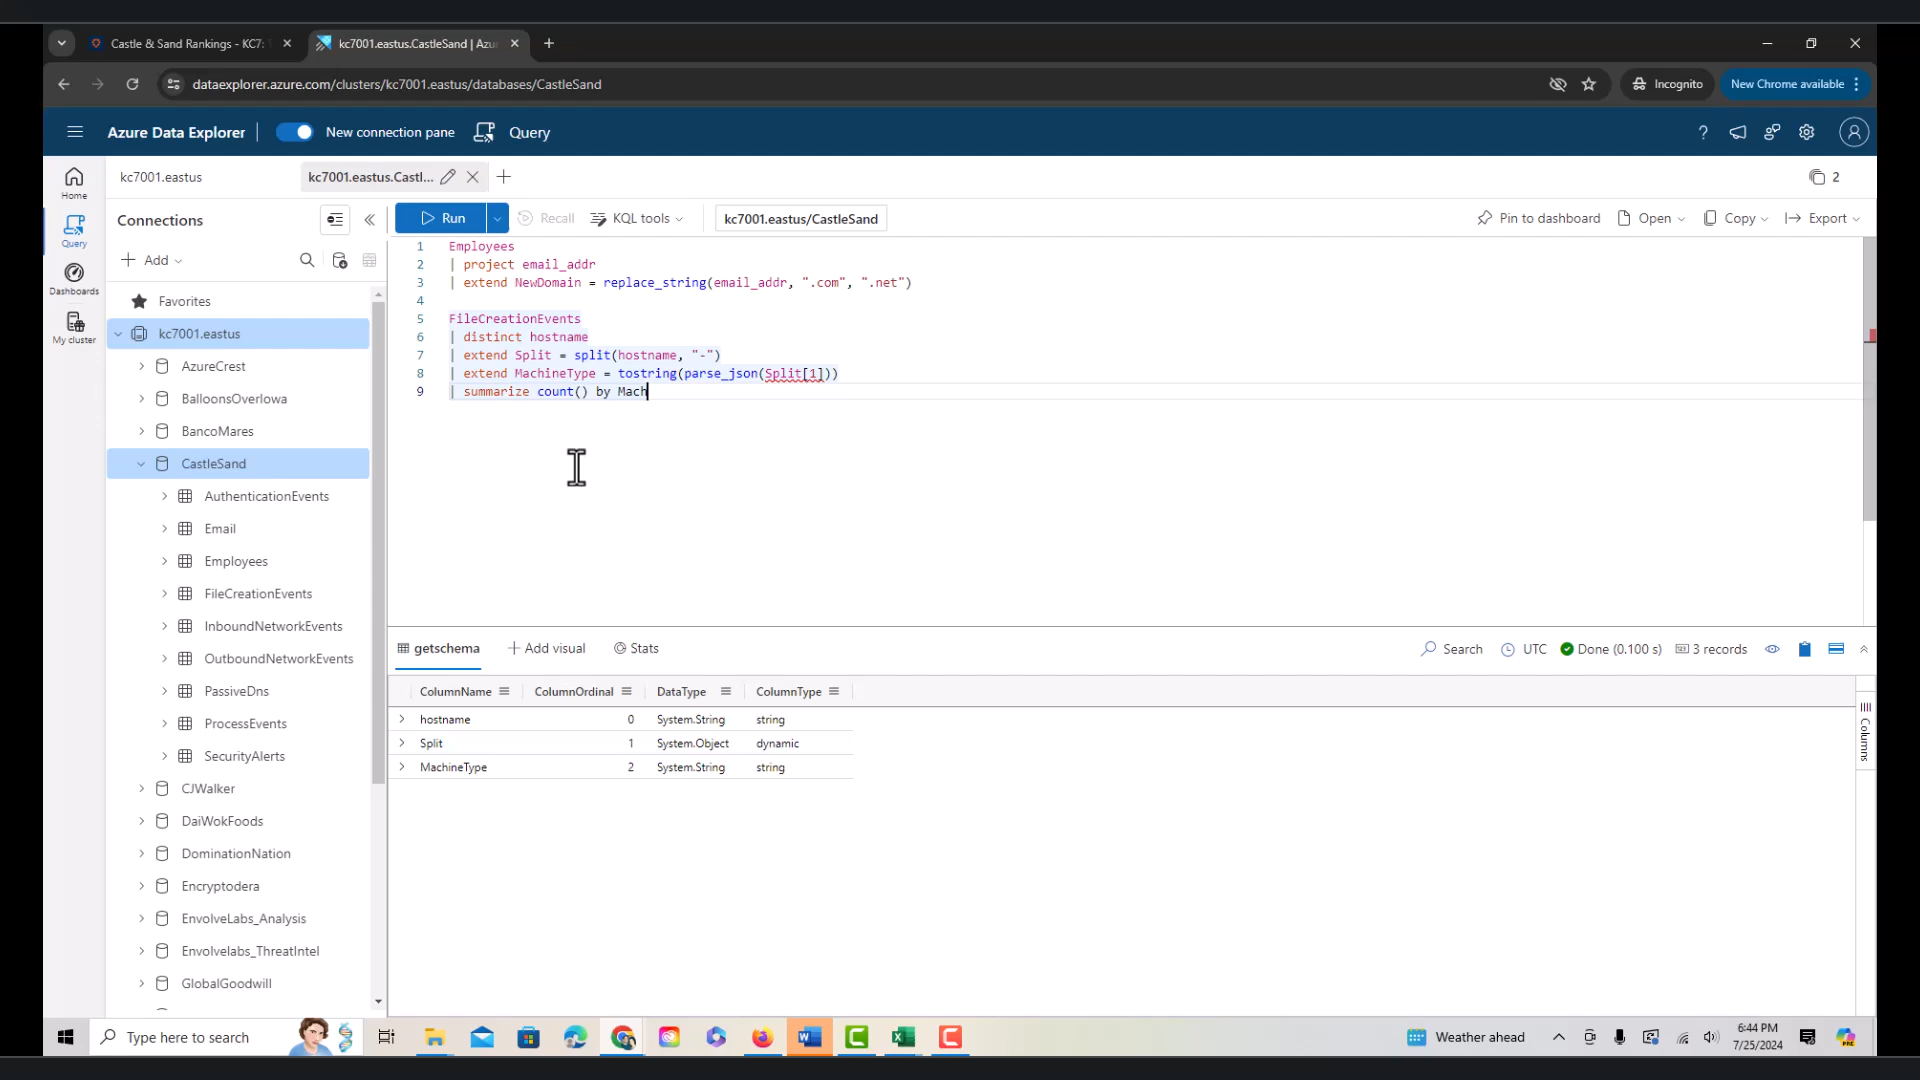 Castle & Sand Rankings - KC7:
kc7001.eastus.CastleSand | Azu
dataexplorer.azure.com/clusters/kc7001.eastus/databases/CastleSand
Incognito
New Chrome available
Azure Data Explorer
New connection pane
Query
Home
Query
Dashboards
My cluster
kc7001.eastus
kc7001.eastus.Castl...
2
Connections
Add
Run
Recall
KQL tools
kc7001.eastus/CastleSand
Pin to dashboard
Open
Copy
Export
Favorites
kc7001.eastus
AzureCrest
BalloonsOverIowa
BancoMares
CastleSand
AuthenticationEvents
Email
Employees
FileCreationEvents
InboundNetworkEvents
OutboundNetworkEvents
PassiveDns
ProcessEvents
SecurityAlerts
CJWalker
DaiWokFoods
DominationNation
Encryptodera
EnvolveLabs_Analysis
Envolvelabs_ThreatIntel
GlobalGoodwill
1 Employees
2 | project email_addr
3 | extend NewDomain = replace_string(email_addr, ".com", ".net")
4
5 FileCreationEvents
6 | distinct hostname
7 | extend Split = split(hostname, "-")
8 | extend MachineType = tostring(parse_json(Split[1]))
9 | summarize count() by Mach
getschema
Add visual
Stats
Search
UTC
Done (0.100 s)
3 records
ColumnName ColumnOrdinal DataType ColumnType
hostname 0 System.String string
Split 1 System.Object dynamic
MachineType 2 System.String string
Columns
Type here to search
Weather ahead
6:44 PM
7/25/2024